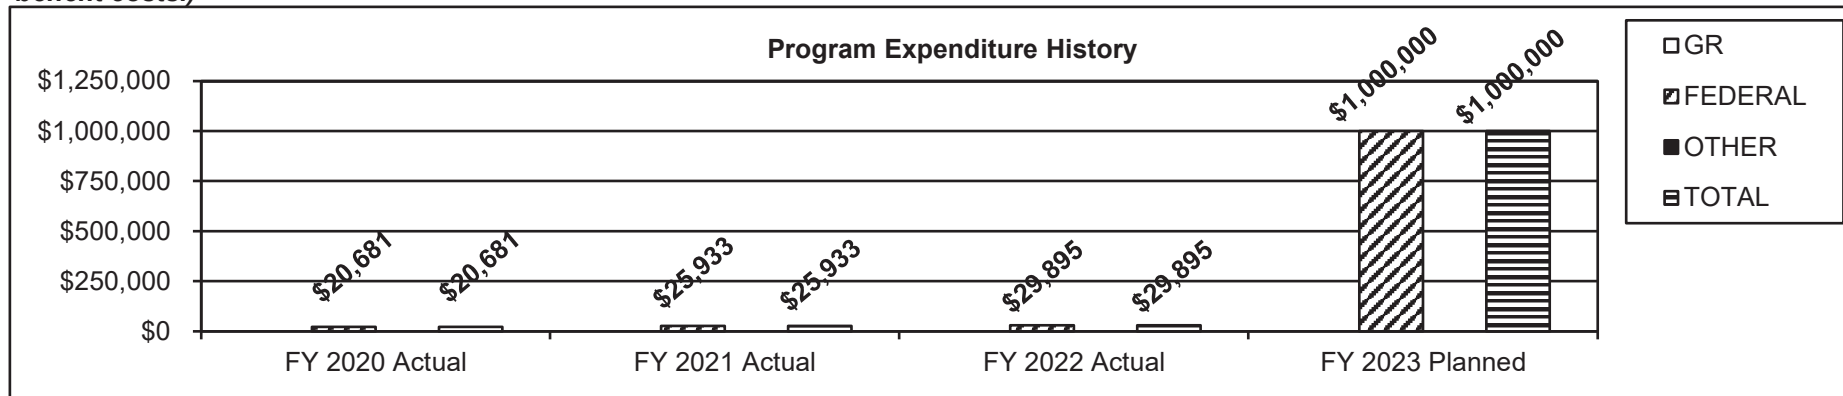 benefit costs.)
Program Expenditure History
$1,250,000
$1,000,000
$750,000
$500,000
$250,000
$0
$20,681
$20,681
$25,933
$25,933
$29,895
$29,895
$1,000,000
$1,000,000
FY 2020 Actual
FY 2021 Actual
FY 2022 Actual
FY 2023 Planned
GR
FEDERAL
OTHER
TOTAL